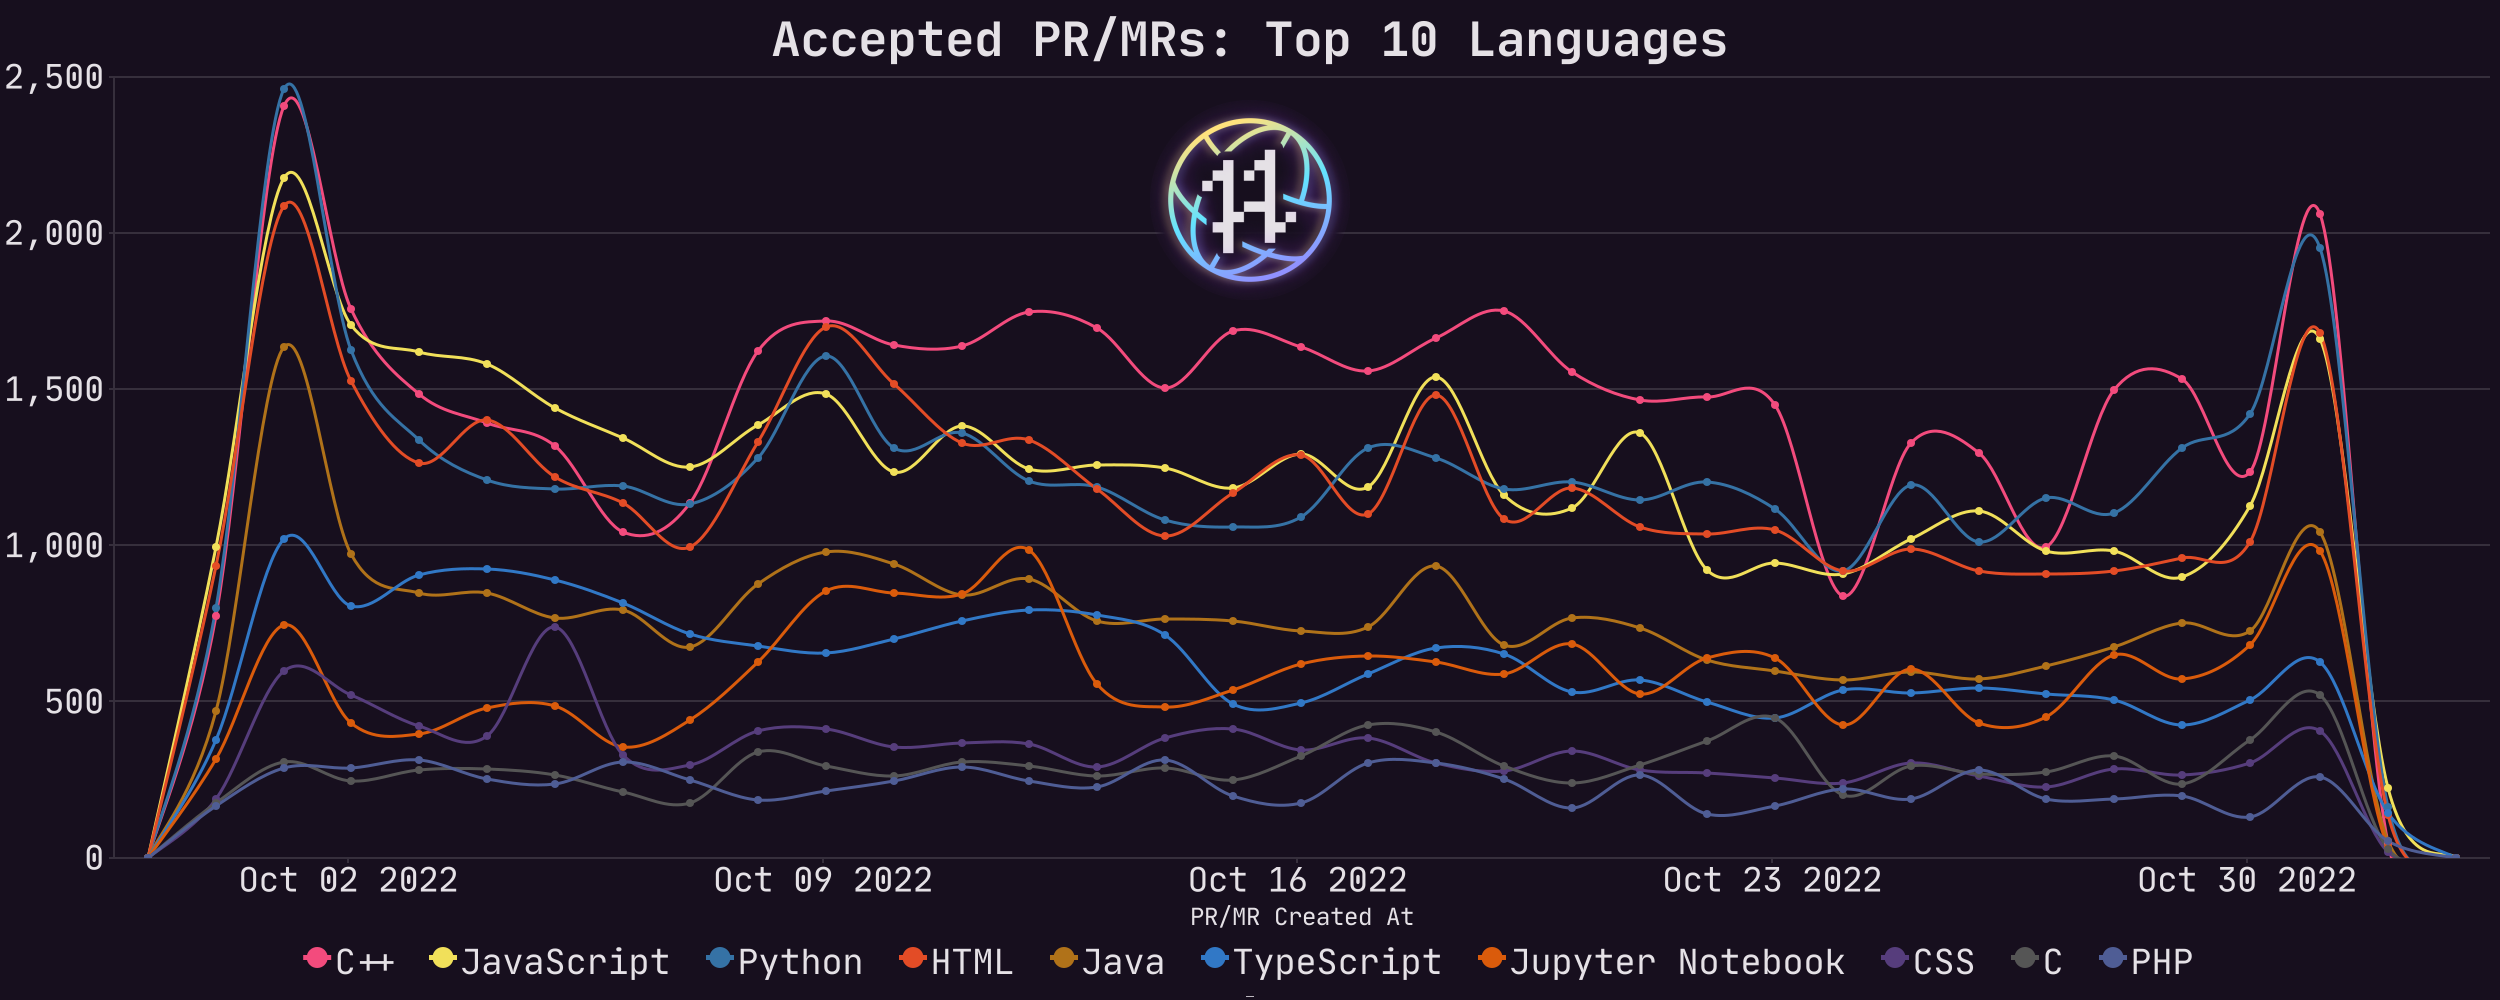 Accepted PR/MRs: Top 10 Languages
2,500
2,000
1,500
1,000
500
0
Oct 02 2022 Oct 09 2022 Oct 16 2022 Oct 23 2022 Oct 30 2022
PR/MR Created At
C++ JavaScript Python HTML Java TypeScript Jupyter Notebook CSS C PHP